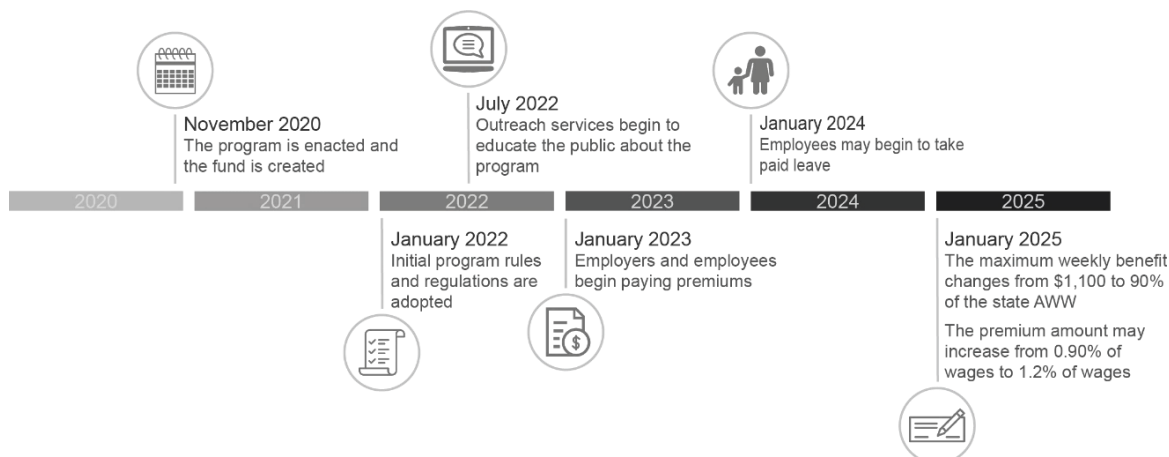 July 2022
Outreach services begin to
educate the public about the
program
November 2020
The program is enacted and
the fund is created
January 2024
Employees may begin to take
paid leave
2020
2021
2022
2023
2024
2025
January 2022
Initial program rules
and regulations are
adopted
January 2023
Employers and employees
begin paying premiums
$
January 2025
The maximum weekly benefit
changes from $1,100 to 90%
of the state AWW
The premium amount may
increase from 0.90% of
wages to 1.2% of wages